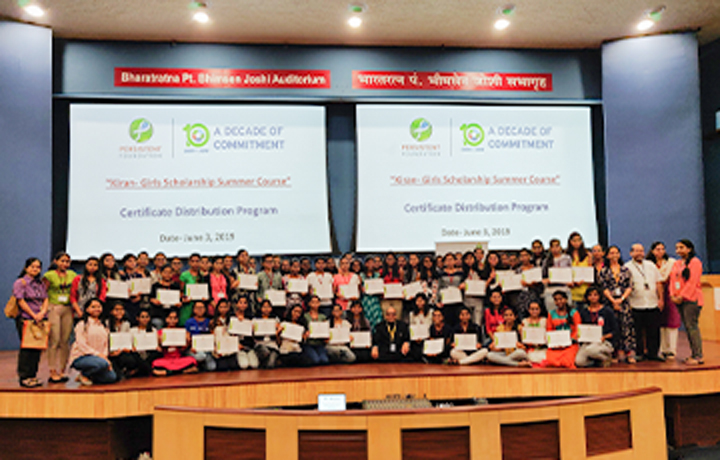 Bharatratna Pt. Bhimsen Joshi Auditorium
भारतरत्न पं. भीमसेन जोशी सभागृह
PERSISTENT
FOUNDATION
10
A DECADE OF
COMMITMENT
"Kiran- Girls Scholarship Summer Course"
Certificate Distribution Program
Date- June 3, 2019
PERSISTENT
FOUNDATION
10
A DECADE OF
COMMITMENT
"Kiran- Girls Scholarship Summer Course"
Certificate Distribution Program
Date- June 3, 2019